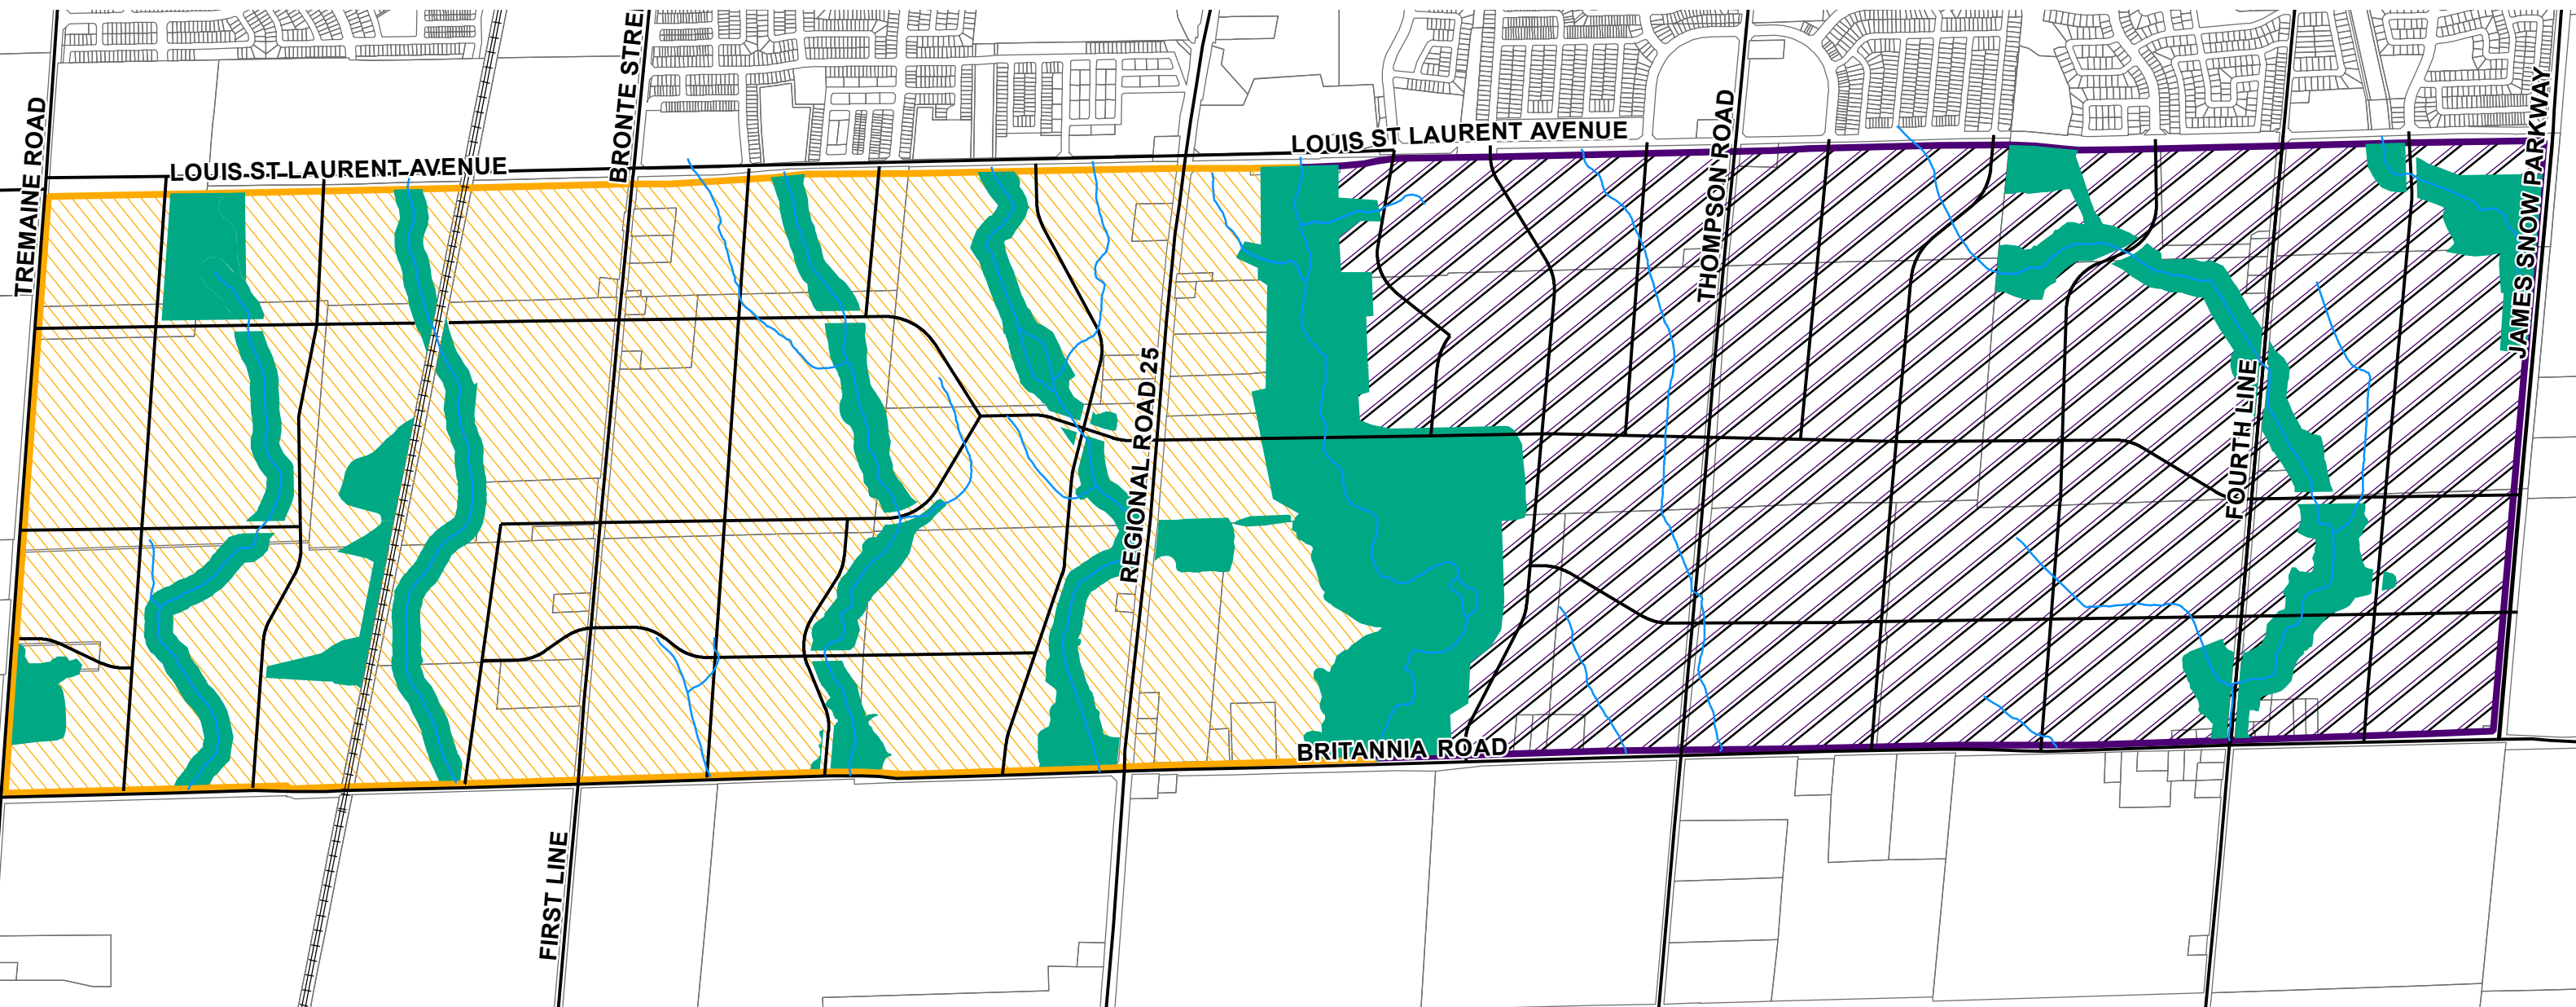 TREMAINE ROAD
LOUIS ST LAURENT AVENUE
BRONTE STRE
LOUIS ST LAURENT AVENUE
THOMPSON ROAD
JAMES SNOW PARKWAY
REGIONAL ROAD 25
FOURTH LINE
BRITANNIA ROAD
FIRST LINE